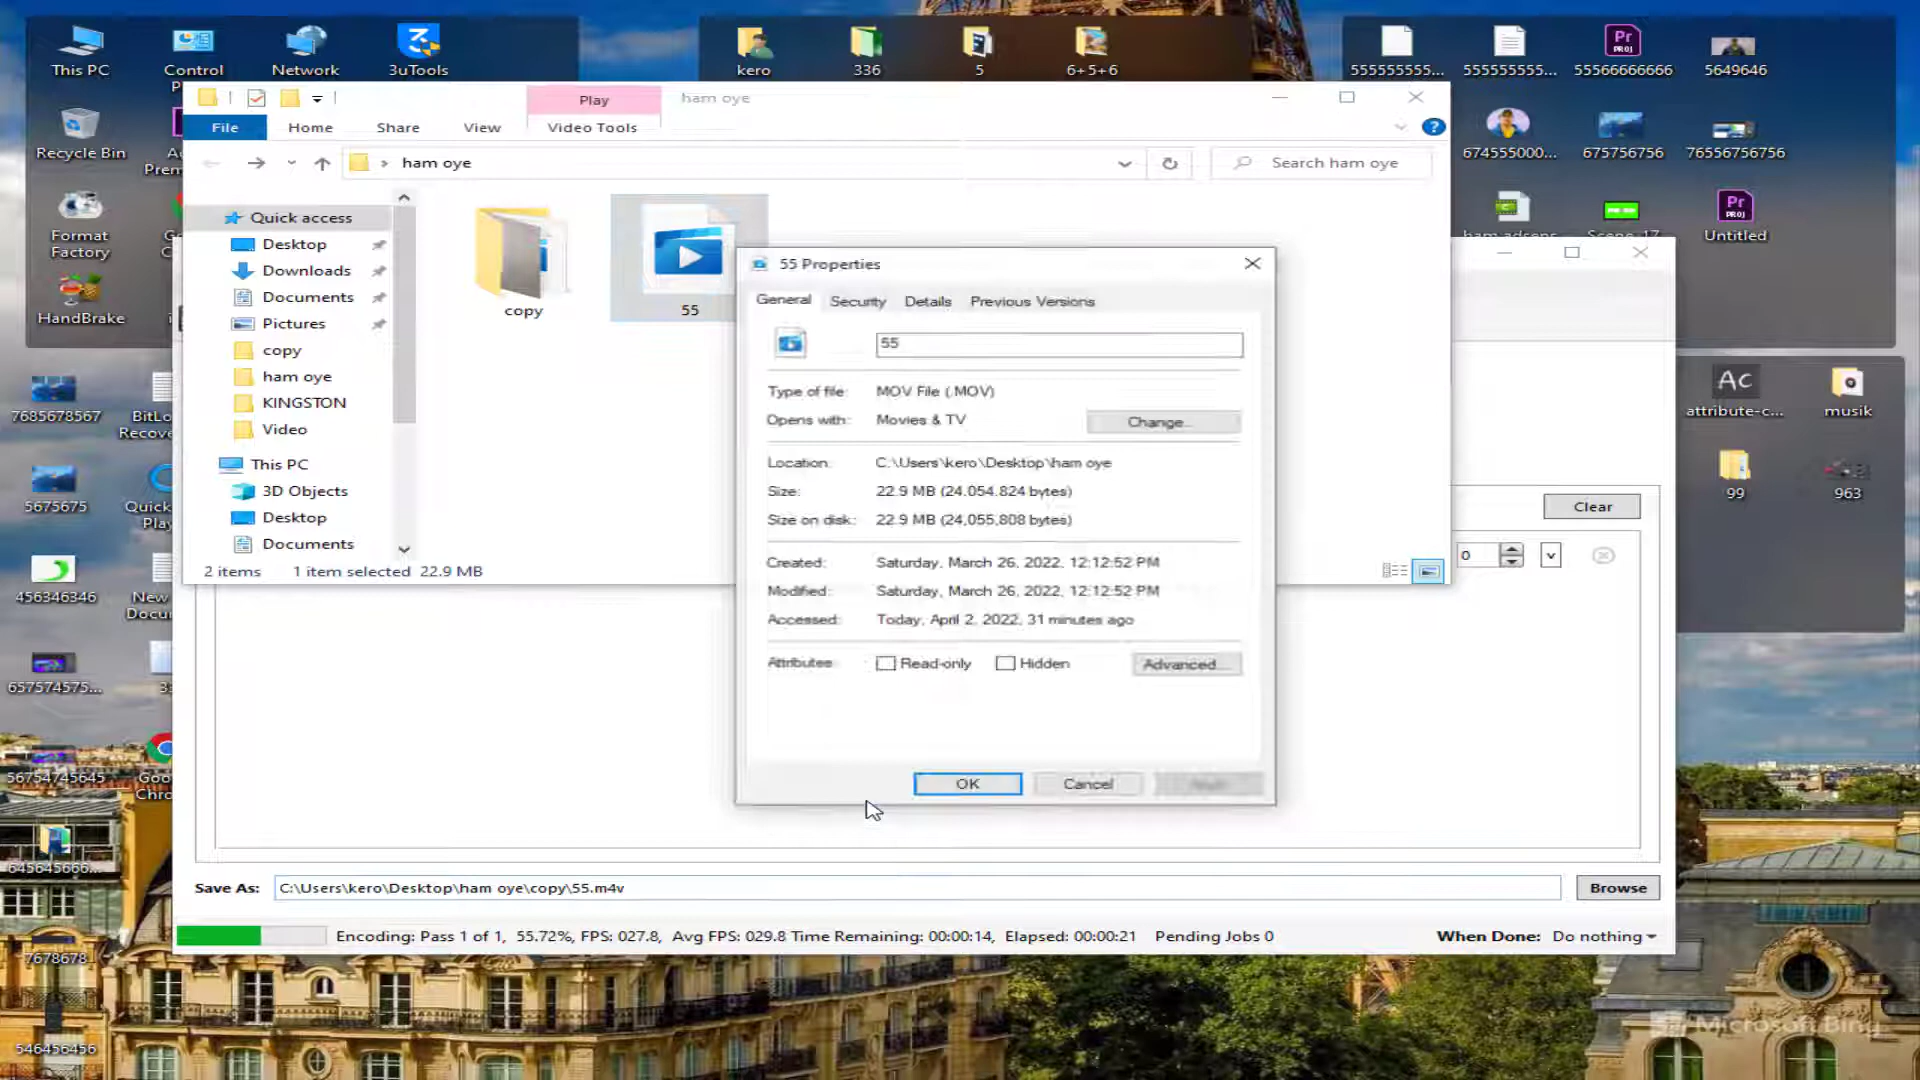 This PC
Control
Network
3uTools
kero
336
5
6+5+6
555555555...
555555555...
55566666666
5649646
Play
ham oye
File
Home
Share
View
Video Tools
Recycle Bin
Prem
ham oye
Search ham oye
674555000...
675756756
76556756756
Format
Factory
Quick access
Desktop
Downloads
Documents
Pictures
copy
ham oye
KINGSTON
Video
This PC
3D Objects
Desktop
Documents
copy
55
Untitled
HandBrake
2 items
1 item selected
22.9 MB
55 Properties
General
Security
Details
Previous Versions
55
Type of file:
MOV File (.MOV)
Opens with:
Movies & TV
Change...
Location:
C:\Users\kero\Desktop\ham oye
Size:
22.9 MB (24,054,824 bytes)
Size on disk:
22.9 MB (24,055,808 bytes)
Created:
Saturday, March 26, 2022, 12:12:52 PM
Modified:
Saturday, March 26, 2022, 12:12:52 PM
Accessed:
Today, April 2, 2022, 31 minutes ago
Attributes:
Read-only
Hidden
Advanced...
OK
Cancel
Clear
0
v
7685678567
BitLo
Recove
attribute-c...
musik
5675675
Quick
Play
99
963
456346346
New
Docu
657574575...
56754745645
Goo
Chro
645645666...
Save As:
C:\Users\kero\Desktop\ham oye\copy\55.m4v
Browse
Encoding: Pass 1 of 1, 55.72%, FPS: 027.8, Avg FPS: 029.8 Time Remaining: 00:00:14, Elapsed: 00:00:21 Pending Jobs 0
When Done: Do nothing
7678678
546456456
Microsoft Bing